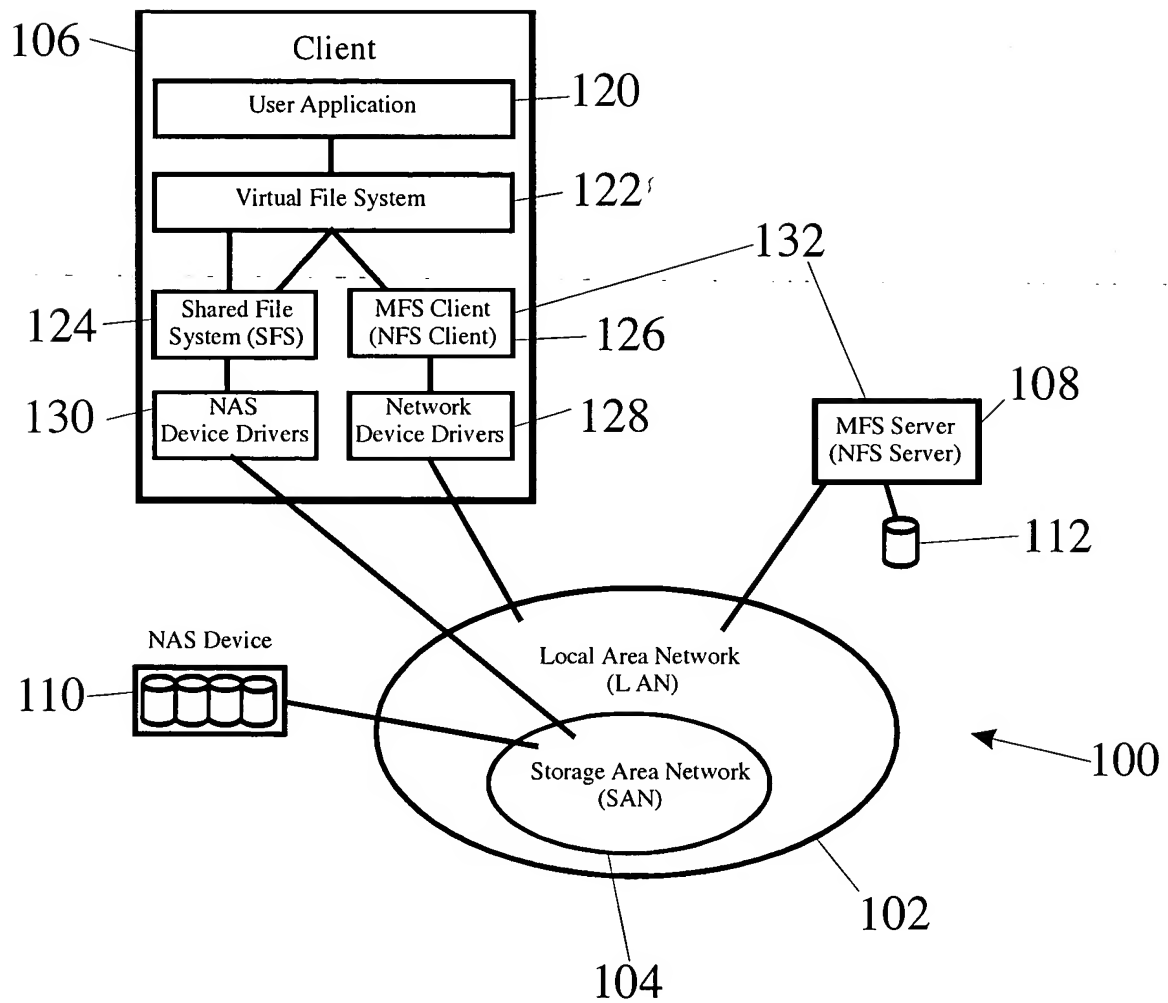 106
Client
User Application
120
Virtual File System
122
132
124
Shared File
System (SFS)
MFS Client
(NFS Client)
126
130
NAS
Device Drivers
Network
Device Drivers
128
108
MFS Server
(NFS Server)
112
NAS Device
110
Local Area Network
(L AN)
Storage Area Network
(SAN)
100
102
104